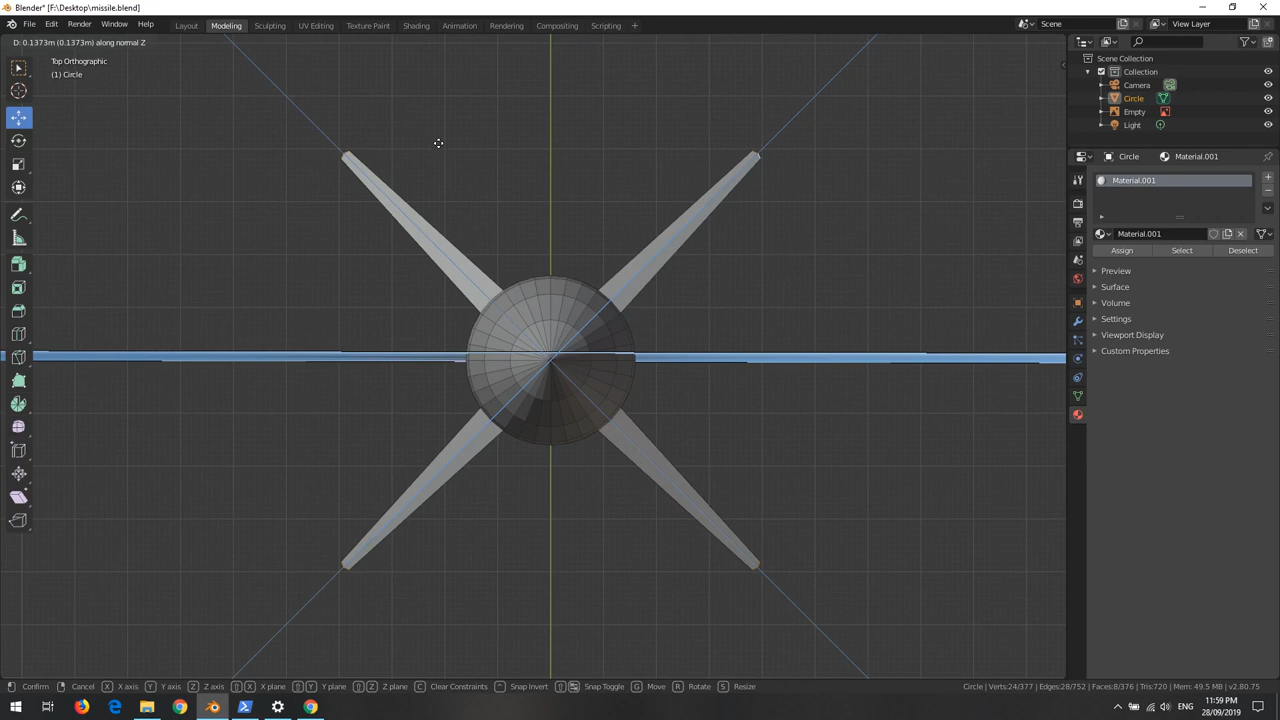 Blender* [F:\Desktop\missile.blend]
File Edit Render Window Help Layout Modeling Sculpting UV Editing Texture Paint Shading Animation Rendering Compositing Scripting + Scene View Layer
D: 0.1373m (0.1373m) along normal Z
Top Orthographic
(1) Circle
Scene Collection
Collection
Camera
Circle
Empty
Light
Circle Material.001
Material.001
Material.001
Assign Select Deselect
Preview
Surface
Volume
Settings
Viewport Display
Custom Properties
Confirm Cancel X X axis Y Y axis Z Z axis X X plane Y Y plane Z Z plane C Clear Constraints ^ Snap Invert Snap Toggle G Move R Rotate S Resize Circle | Verts:24/377 | Edges:28/752 | Faces:8/376 | Tris:720 | Mem: 49.5 MB | v2.80.75
ENG
11:59 PM
28/09/2019